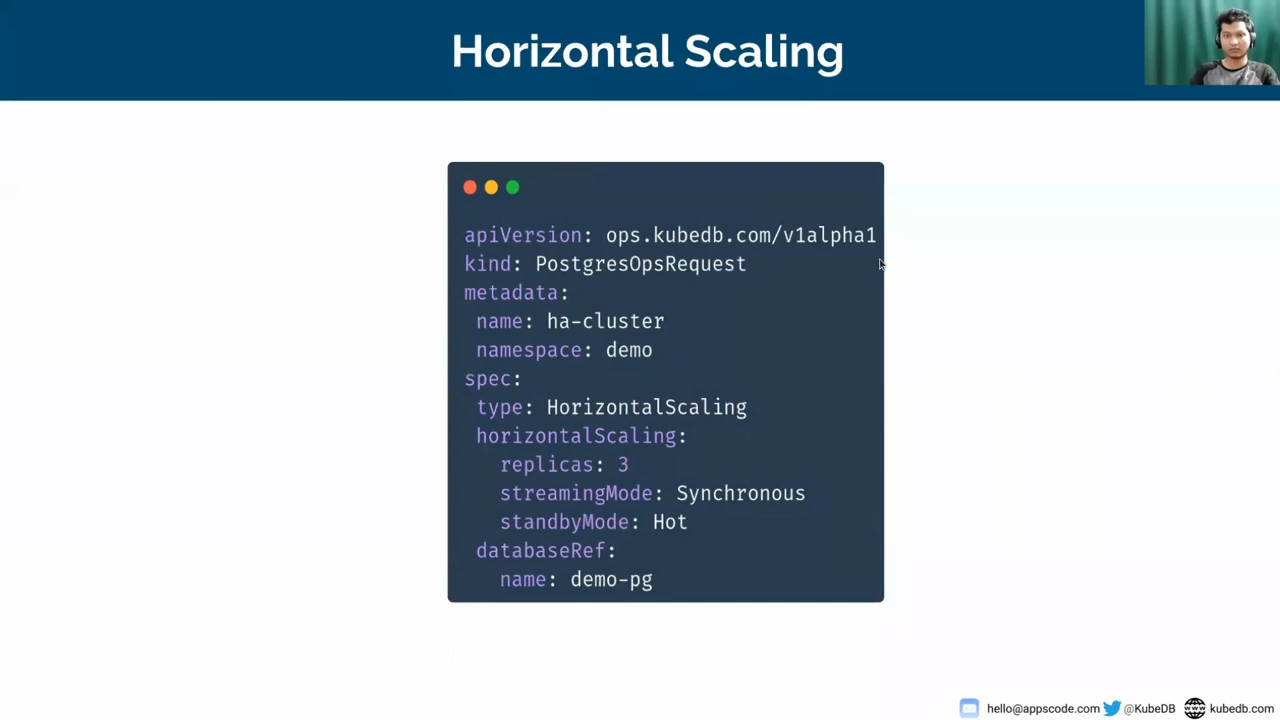 Horizontal Scaling
apiVersion: ops.kubedb.com/v1alpha1
kind: PostgresOpsRequest
metadata:
 name: ha-cluster
 namespace: demo
spec:
 type: HorizontalScaling
 horizontalScaling:
   replicas: 3
   streamingMode: Synchronous
   standbyMode: Hot
 databaseRef:
   name: demo-pg
hello@appscode.com @KubeDB kubedb.com